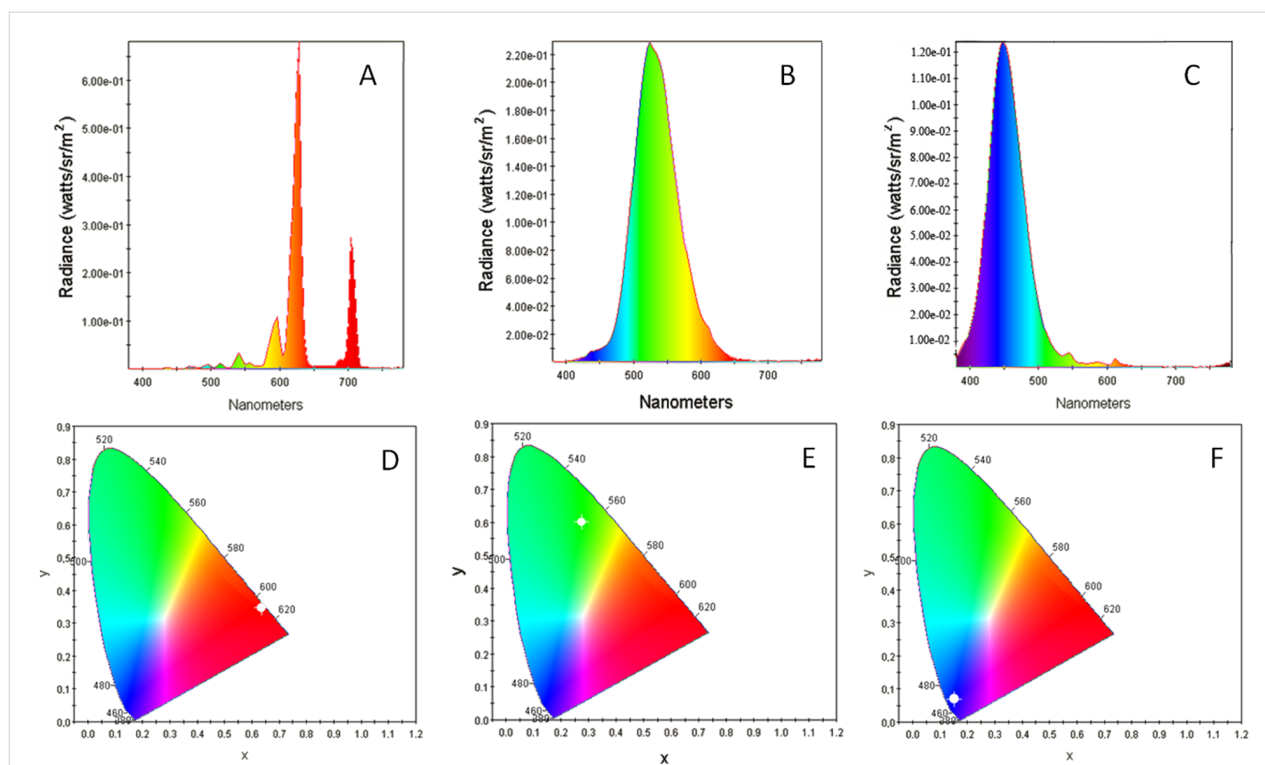 A
Radiance (watts/sr/m²)
6.00e-01
5.00e-01
4.00e-01
3.00e-01
2.00e-01
1.00e-01
400 500 600 700
Nanometers
B
Radiance (watts/sr/m²)
2.20e-01
2.00e-01
1.80e-01
1.60e-01
1.40e-01
1.20e-01
1.00e-01
8.00e-02
6.00e-02
4.00e-02
2.00e-02
400 500 600 700
Nanometers
C
Radiance (watts/sr/m²)
1.20e-01
1.10e-01
1.00e-01
9.00e-02
8.00e-02
7.00e-02
6.00e-02
5.00e-02
4.00e-02
3.00e-02
2.00e-02
1.00e-02
400 500 600 700
Nanometers
D
y
0.9
0.8
0.7
0.6
0.5
0.4
0.3
0.2
0.1
0.0
520
540
560
580
600
620
500
480
460
380
0.0 0.1 0.2 0.3 0.4 0.5 0.6 0.7 0.8 0.9 1.0 1.1 1.2
x
E
y
0.9
0.8
0.7
0.6
0.5
0.4
0.3
0.2
0.1
0.0
520
540
560
580
600
620
500
480
460
380
0.0 0.1 0.2 0.3 0.4 0.5 0.6 0.7 0.8 0.9 1.0 1.1 1.2
x
F
y
0.9
0.8
0.7
0.6
0.5
0.4
0.3
0.2
0.1
0.0
520
540
560
580
600
620
500
480
460
380
0.0 0.1 0.2 0.3 0.4 0.5 0.6 0.7 0.8 0.9 1.0 1.1 1.2
x